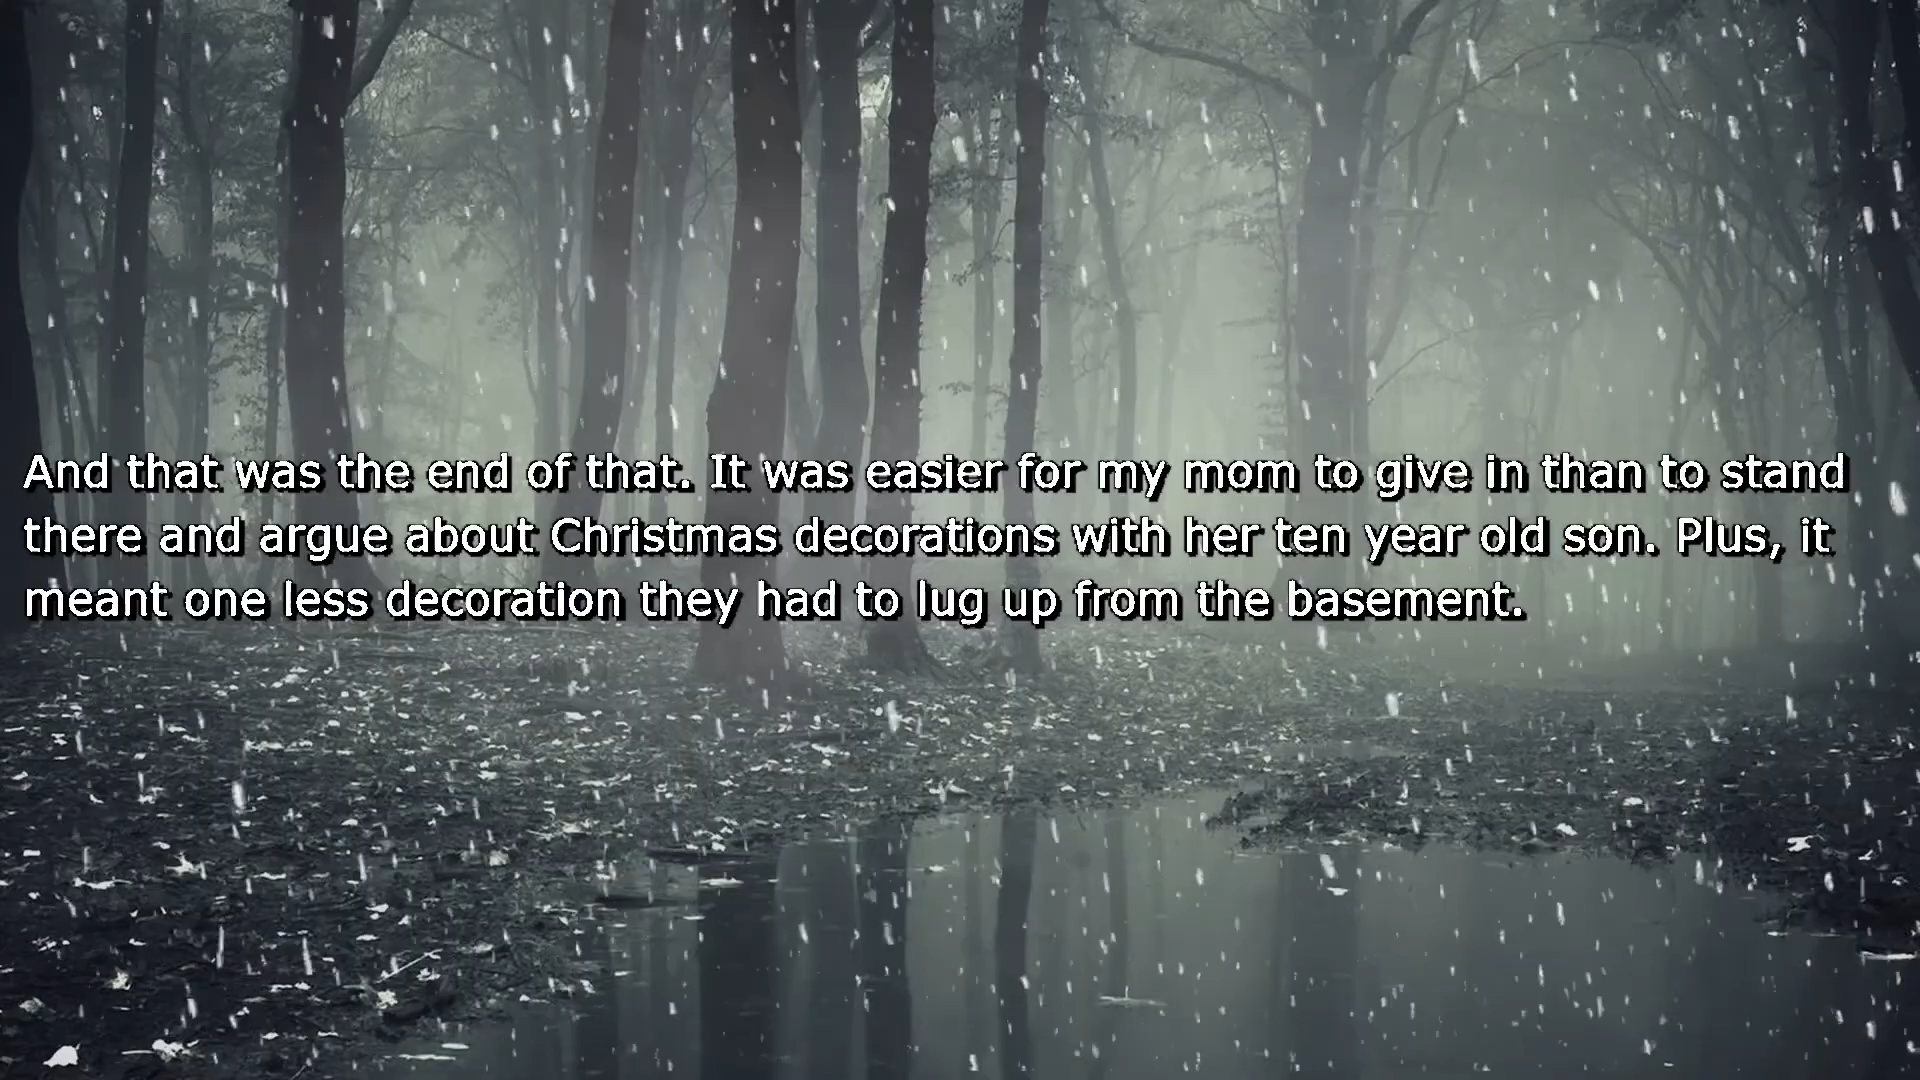 And that was the end of that. It was easier for my mom to give in than to stand
there and argue about Christmas decorations with her ten year old son. Plus, it
meant one less decoration they had to lug up from the basement.